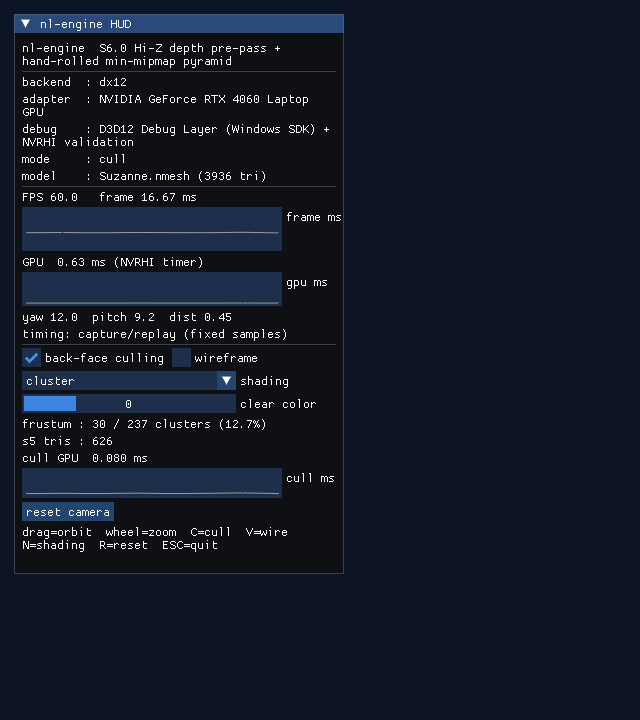 nl-engine HUD
nl-engine  S6.0 Hi-Z depth pre-pass +
hand-rolled min-mipmap pyramid
backend  : dx12
adapter  : NVIDIA GeForce RTX 4060 Laptop
GPU
debug    : D3D12 Debug Layer (Windows SDK) +
NVRHI validation
mode     : cull
model    : Suzanne.nmesh (3936 tri)
FPS 60.0   frame 16.67 ms
frame ms
GPU  0.63 ms (NVRHI timer)
gpu ms
yaw 12.0  pitch 9.2  dist 0.45
timing: capture/replay (fixed samples)
back-face culling  wireframe
cluster  shading
0  clear color
frustum : 30 / 237 clusters (12.7%)
s5 tris : 626
cull GPU  0.080 ms
cull ms
reset camera
drag=orbit  wheel=zoom  C=cull  V=wire
N=shading  R=reset  ESC=quit